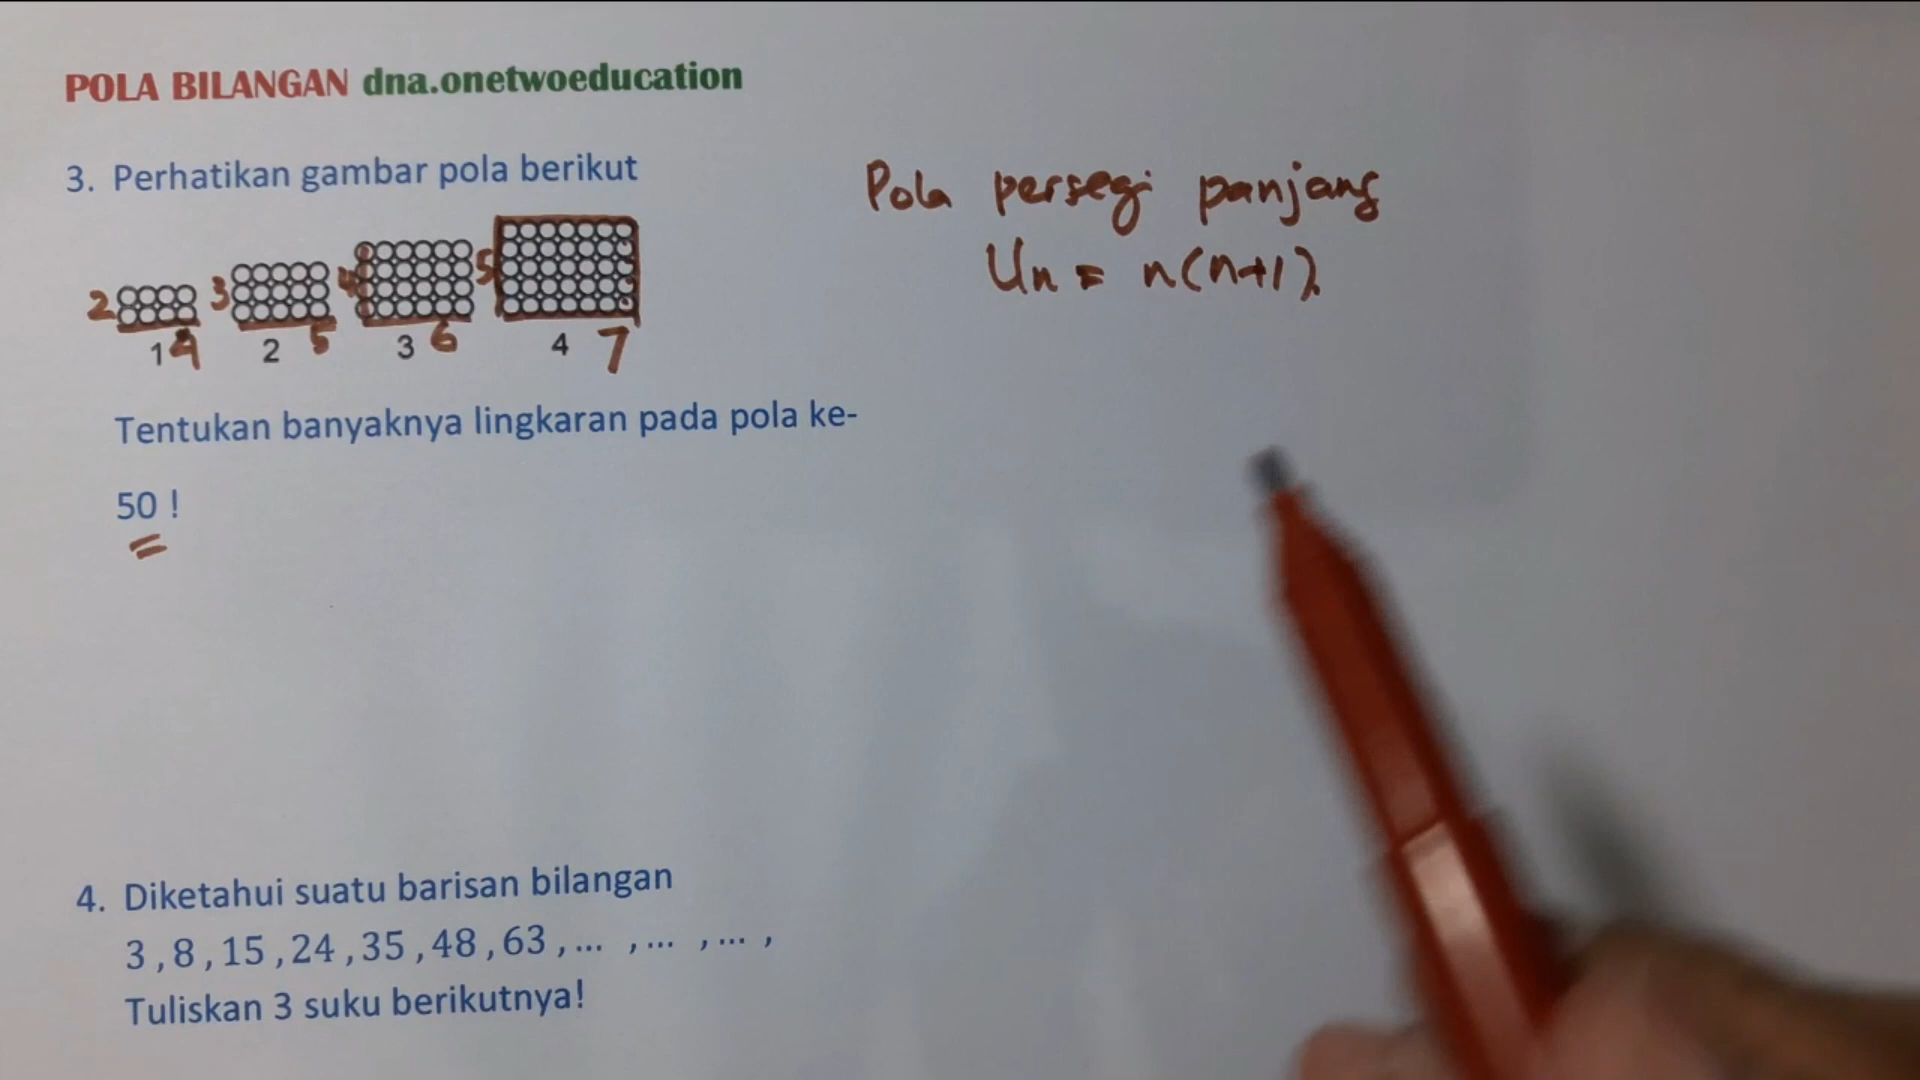 POLA BILANGAN dna.onetwoeducation
3. Perhatikan gambar pola berikut
2 3 4 5
1 4 2 5 3 6 4 7
Tentukan banyaknya lingkaran pada pola ke-
50 !
Pola persegi panjang
Un = n(n+1).
4. Diketahui suatu barisan bilangan
3 , 8 , 15 , 24 , 35 , 48 , 63 , ... , ... , ... ,
Tuliskan 3 suku berikutnya!